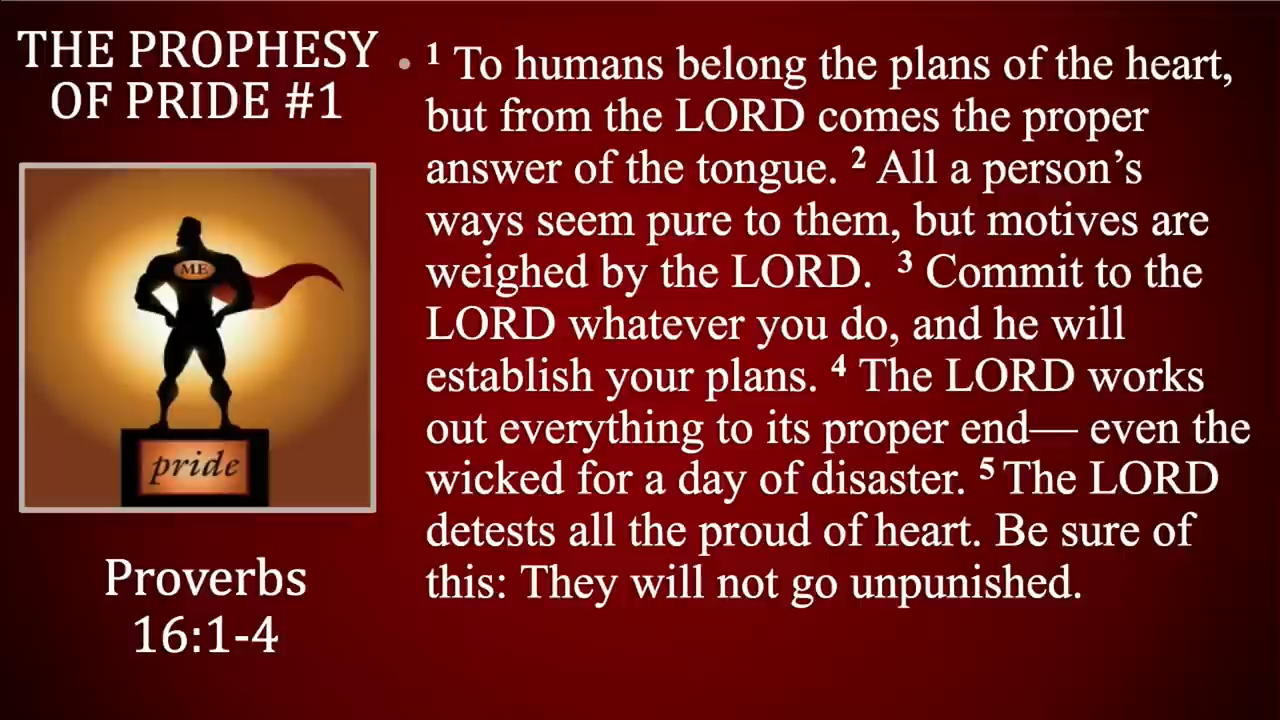 THE PROPHESY
OF PRIDE #1
ME
pride
Proverbs
16:1-4
• ¹ To humans belong the plans of the heart,
but from the LORD comes the proper
answer of the tongue. ² All a person’s
ways seem pure to them, but motives are
weighed by the LORD. ³ Commit to the
LORD whatever you do, and he will
establish your plans. ⁴ The LORD works
out everything to its proper end— even the
wicked for a day of disaster. ⁵ The LORD
detests all the proud of heart. Be sure of
this: They will not go unpunished.